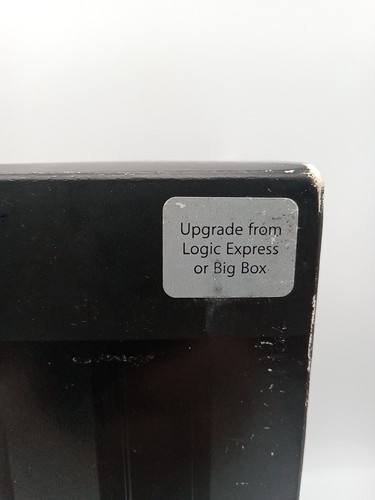 Upgrade from
Logic Express
or Big Box